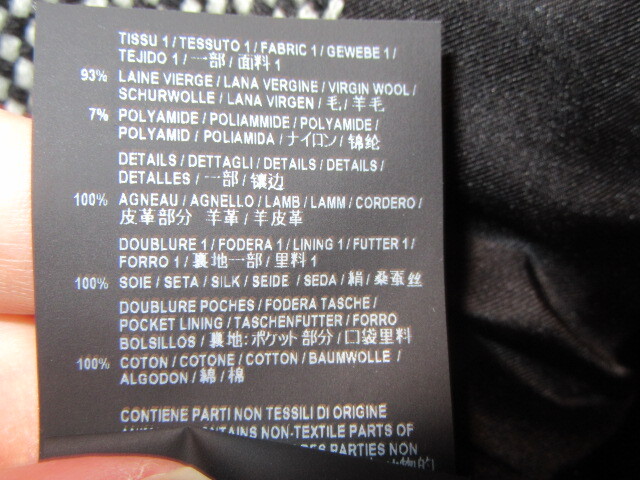 TISSU 1 / TESSUTO 1 / FABRIC 1 / GEWEBE 1 /
TEJIDO 1 / 一部 / 面料 1
93% LAINE VIERGE / LANA VERGINE / VIRGIN WOOL /
SCHURWOLLE / LANA VIRGEN / 毛 / 羊毛
7% POLYAMIDE / POLIAMMIDE / POLYAMIDE /
POLYAMID / POLIAMIDA / ナイロン / 锦纶
DETAILS / DETTAGLI / DETAILS / DETAILS /
DETALLES / 一部 / 镶边
100% AGNEAU / AGNELLO / LAMB / LAMM / CORDERO /
皮革部分 羊革 / 羊皮革
DOUBLURE 1 / FODERA 1 / LINING 1 / FUTTER 1 /
FORRO 1 / 裏地一部 / 里料 1
100% SOIE / SETA / SILK / SEIDE / SEDA / 絹 / 桑蚕丝
DOUBLURE POCHES / FODERA TASCHE /
POCKET LINING / TASCHENFUTTER / FORRO
BOLSILLOS / 裏地:ポケット部分 / 口袋里料
100% COTON / COTONE / COTTON / BAUMWOLLE /
ALGODON / 綿 / 棉
CONTIENE PARTI NON TESSILI DI ORIGINE
NON-TEXTILE PARTS OF
PARTIES NON